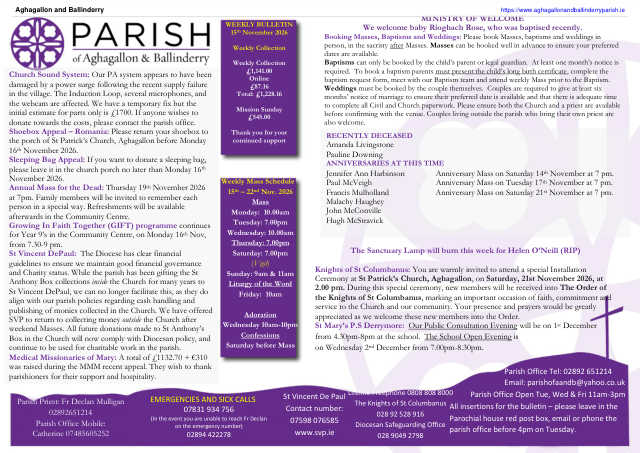 Aghagallon and Ballinderry
https://www.aghagallonandballinderryparish.ie
PARISH
of Aghagallon & Ballinderry
Church Sound System: Our PA system appears to have been
damaged by a power surge following the recent supply failure
in the village. The Induction Loop, several microphones, and
the webcam are affected. We have a temporary fix but the
initial estimate for parts only is £1700. If anyone wishes to
donate towards the costs, please contact the parish office.
Shoebox Appeal – Romania: Please return your shoebox to
the porch of St Patrick's Church, Aghagallon before Monday
16th November 2026.
Sleeping Bag Appeal: If you want to donate a sleeping bag,
please leave it in the church porch no later than Monday 16th
November 2026.
Annual Mass for the Dead: Thursday 19th November 2026
at 7pm. Family members will be invited to remember each
person in a special way. Refreshments will be available
afterwards in the Community Centre.
Growing In Faith Together (GIFT) programme continues
for Year 9's in the Community Centre, on Monday 16th Nov,
from 7.30-9 pm.
St Vincent DePaul: The Diocese has clear financial
guidelines to ensure we maintain good financial governance
and Charity status. While the parish has been gifting the St
Anthony Box collections inside the Church for many years to
St Vincent DePaul, we can no longer facilitate this, as they do
align with our parish policies regarding cash handling and
publishing of monies collected in the Church. We have offered
SVP to return to collecting money outside the Church after
weekend Masses. All future donations made to St Anthony's
Box in the Church will now comply with Diocesan policy, and
continue to be used for charitable work in the parish.
Medical Missionaries of Mary: A total of £1132.70 + €310
was raised during the MMM recent appeal. They wish to thank
parishioners for their support and hospitality.
WEEKLY BULLETIN
15th November 2026
Weekly Collection
Weekly Collection
£1,141.00
Online
£87.16
Total: £1,228.16
Mission Sunday
£545.00
Thank you for your
continued support
Weekly Mass Schedule
15th – 22nd Nov. 2026
Mass
Monday: 10.00am
Tuesday: 7.00pm
Wednesday: 10.00am
Thursday: 7.00pm
Saturday: 7.00pm
(Vigil)
Sunday: 9am & 11am
Liturgy of the Word
Friday: 10am
Adoration
Wednesday 10am-10pm
Confessions
Saturday before Mass
MINISTRY OF WELCOME
We welcome baby Rioghach Rose, who was baptised recently.
Booking Masses, Baptisms and Weddings: Please book Masses, baptisms and weddings in
person, in the sacristy after Masses. Masses can be booked well in advance to ensure your preferred
dates are available.
Baptisms can only be booked by the child's parent or legal guardian. At least one month's notice is
required. To book a baptism parents must present the child's long birth certificate, complete the
baptism request form, meet with our Baptism team and attend weekly Mass prior to the Baptism.
Weddings must be booked by the couple themselves. Couples are required to give at least six
months' notice of marriage to ensure their preferred date is available and that there is adequate time
to complete all Civil and Church paperwork. Please ensure both the Church and a priest are available
before confirming with the venue. Couples living outside the parish who bring their own priest are
also welcome.
RECENTLY DECEASED
Amanda Livingstone
Pauline Downing
ANNIVERSARIES AT THIS TIME
Jennifer Ann Harbinson Anniversary Mass on Saturday 14th November at 7 pm.
Paul McVeigh Anniversary Mass on Tuesday 17th November at 7 pm.
Francis Mulholland Anniversary Mass on Saturday 21st November at 7 pm.
Malachy Haughey
John McConville
Hugh McStravick
The Sanctuary Lamp will burn this week for Helen O'Neill (RIP)
Knights of St Columbanus: You are warmly invited to attend a special Installation
Ceremony at St Patrick's Church, Aghagallon, on Saturday, 21st November 2026, at
2.00 pm. During this special ceremony, new members will be received into The Order of
the Knights of St Columbanus, marking an important occasion of faith, commitment and
service to the Church and our community. Your presence and prayers would be greatly
appreciated as we welcome these new members into the Order.
St Mary's P.S Derrymore: Our Public Consultation Evening will be on 1st December
from 4.30pm-8pm at the school. The School Open Evening is
on Wednesday 2nd December from 7.00pm-8:30pm.
Parish Priest: Fr Declan Mulligan
02892651214
Parish Office Mobile:
Catherine 07485605252
EMERGENCIES AND SICK CALLS
07831 934 756
(In the event you are unable to reach Fr Declan
on the emergency number)
02894 422278
St Vincent De Paul
Contact number:
07598 076585
www.svp.ie
0808 808 8000
The Knights of St Columbanus
028 92 528 916
Diocesan Safeguarding Office
028 9049 2798
Parish Office Tel: 02892 651214
Email: parishofaandb@yahoo.co.uk
Parish Office Open Tue, Wed & Fri 11am-3pm
All insertions for the bulletin – please leave in the
Parochial house red post box, email or phone the
parish office before 4pm on Tuesday.